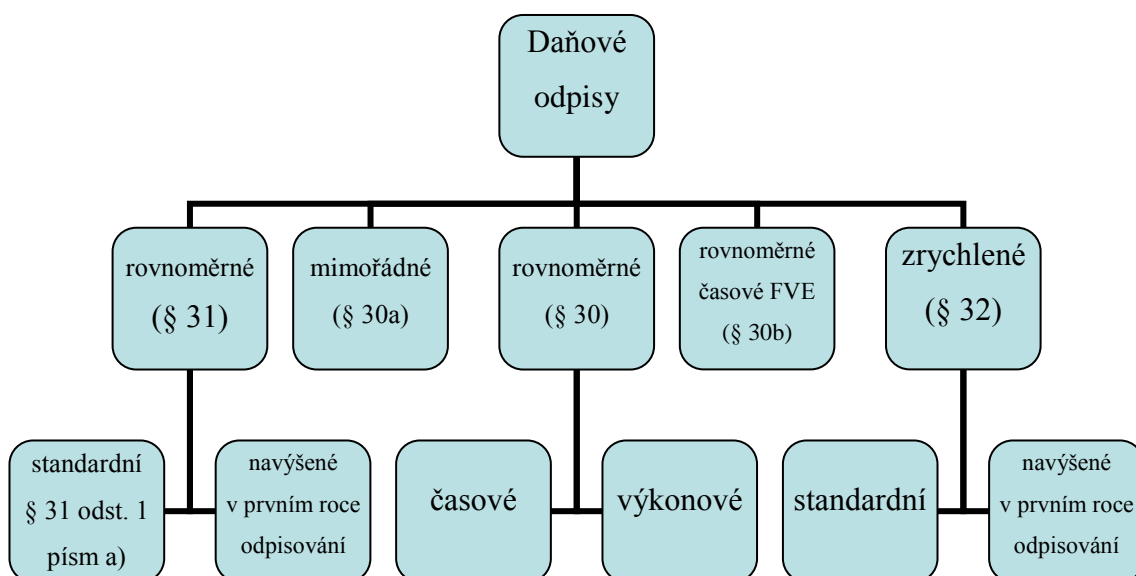 Daňové
odpisy
rovnoměrné
(§ 31)
mimořádné
(§ 30a)
rovnoměrné
(§ 30)
rovnoměrné
časové FVE
(§ 30b)
zrychlené
(§ 32)
standardní
§ 31 odst. 1
písm a)
navýšené
v prvním roce
odpisování
časové
výkonové
standardní
navýšené
v prvním roce
odpisování